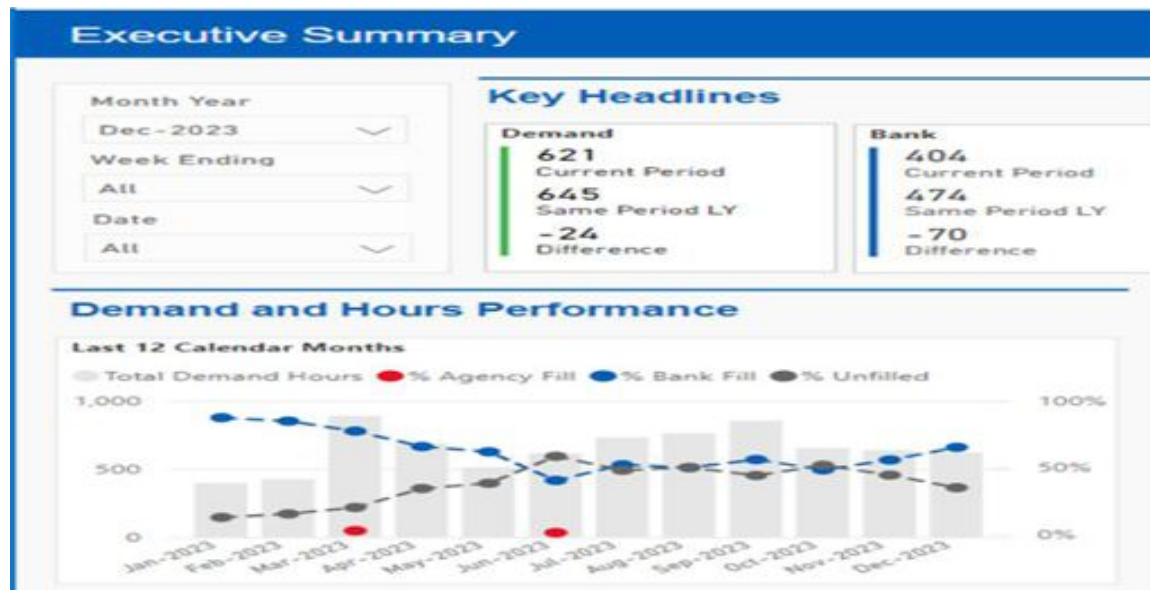 Executive Summary
Month Year
Dec-2023
Week Ending
All
Date
All
Key Headlines
Demand
621
Current Period
645
Same Period LY
-24
Difference
Bank
404
Current Period
474
Same Period LY
-70
Difference
Demand and Hours Performance
Last 12 Calendar Months
Total Demand Hours % Agency Fill % Bank Fill % Unfilled
1,000 100%
500 50%
0 0%
Jan-2023 Feb-2023 Mar-2023 Apr-2023 May-2023 Jun-2023 Jul-2023 Aug-2023 Sep-2023 Oct-2023 Nov-2023 Dec-2023